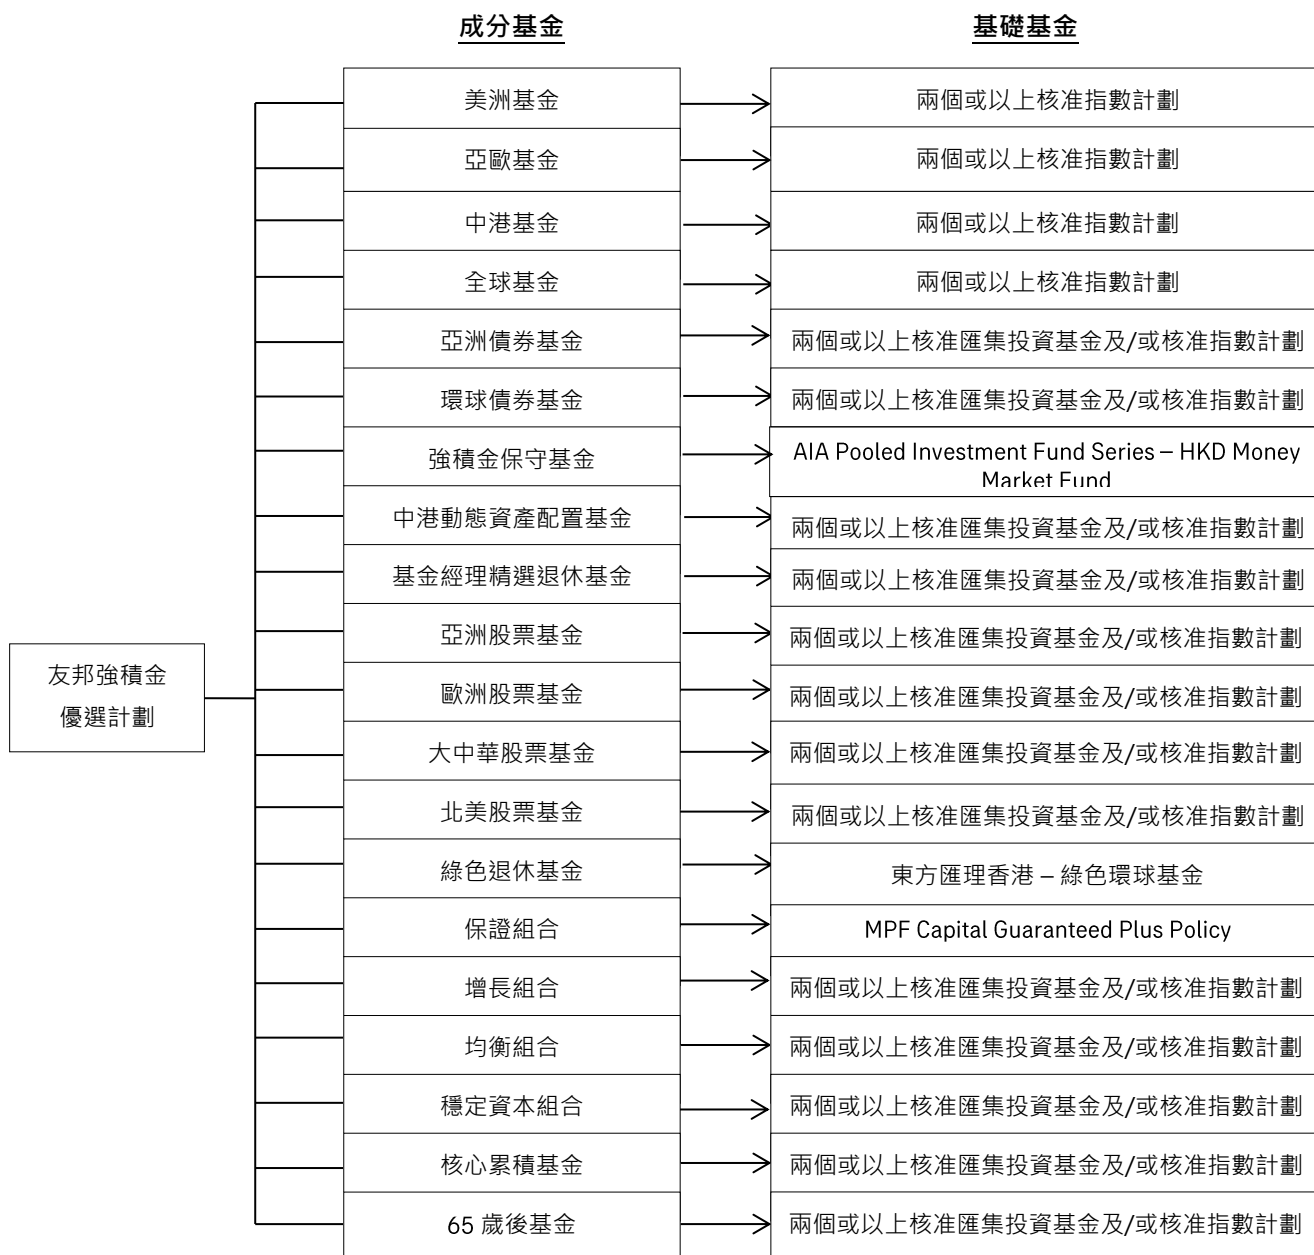 成分基金
基礎基金
美洲基金
兩個或以上核准指數計劃
亞歐基金
兩個或以上核准指數計劃
中港基金
兩個或以上核准指數計劃
全球基金
兩個或以上核准指數計劃
亞洲債券基金
兩個或以上核准匯集投資基金及/或核准指數計劃
環球債券基金
兩個或以上核准匯集投資基金及/或核准指數計劃
強積金保守基金
AIA Pooled Investment Fund Series – HKD Money
Market Fund
中港動態資產配置基金
兩個或以上核准匯集投資基金及/或核准指數計劃
基金經理精選退休基金
兩個或以上核准匯集投資基金及/或核准指數計劃
亞洲股票基金
兩個或以上核准匯集投資基金及/或核准指數計劃
友邦強積金
優選計劃
歐洲股票基金
兩個或以上核准匯集投資基金及/或核准指數計劃
大中華股票基金
兩個或以上核准匯集投資基金及/或核准指數計劃
北美股票基金
兩個或以上核准匯集投資基金及/或核准指數計劃
綠色退休基金
東方匯理香港 – 綠色環球基金
保證組合
MPF Capital Guaranteed Plus Policy
增長組合
兩個或以上核准匯集投資基金及/或核准指數計劃
均衡組合
兩個或以上核准匯集投資基金及/或核准指數計劃
穩定資本組合
兩個或以上核准匯集投資基金及/或核准指數計劃
核心累積基金
兩個或以上核准匯集投資基金及/或核准指數計劃
65 歲後基金
兩個或以上核准匯集投資基金及/或核准指數計劃